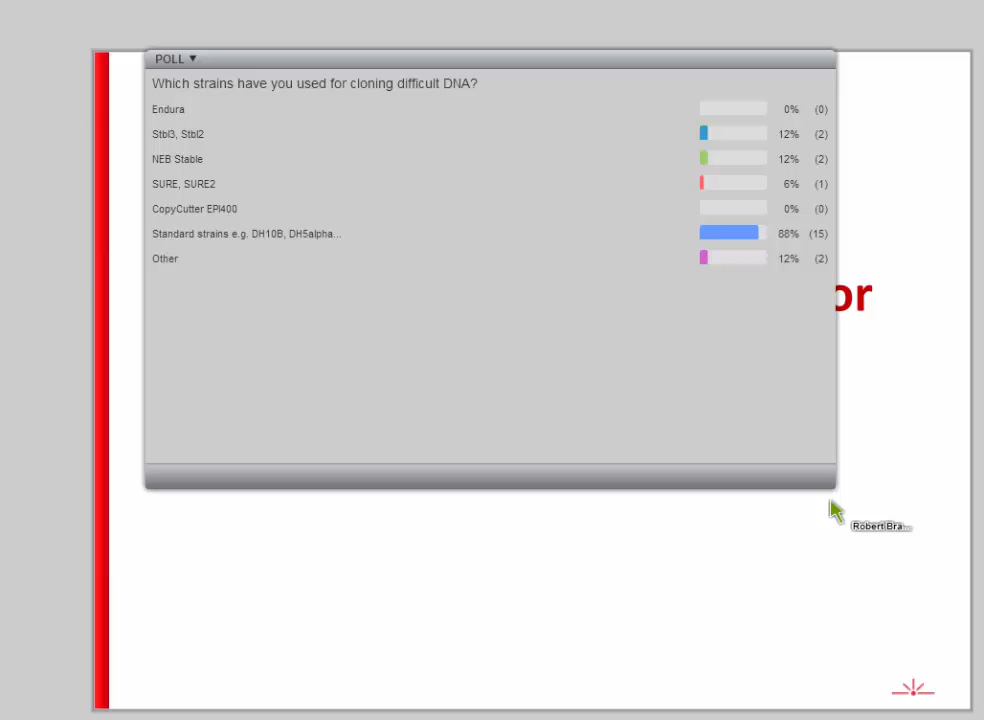 POLL
Which strains have you used for cloning difficult DNA?
Endura 0% (0)
Stbl3, Stbl2 12% (2)
NEB Stable 12% (2)
SURE, SURE2 6% (1)
CopyCutter EPI400 0% (0)
Standard strains e.g. DH10B, DH5alpha... 88% (15)
Other 12% (2)
or
Robert Bra...